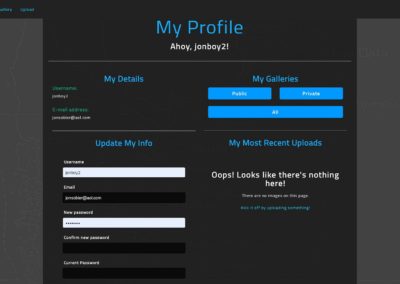 Gallery Upload
My Profile
Ahoy, jonboy2!
My Details
Username:
jonboy2
E-mail address:
jonsobier@aol.com
My Galleries
Public Private
All
Update My Info
Username
jonboy2
Email
jonsobier@aol.com
New password
••••••••
Confirm new password
Current Password
My Most Recent Uploads
Oops! Looks like there's nothing
here!
There are no images on this page.
Kick it off by uploading something!